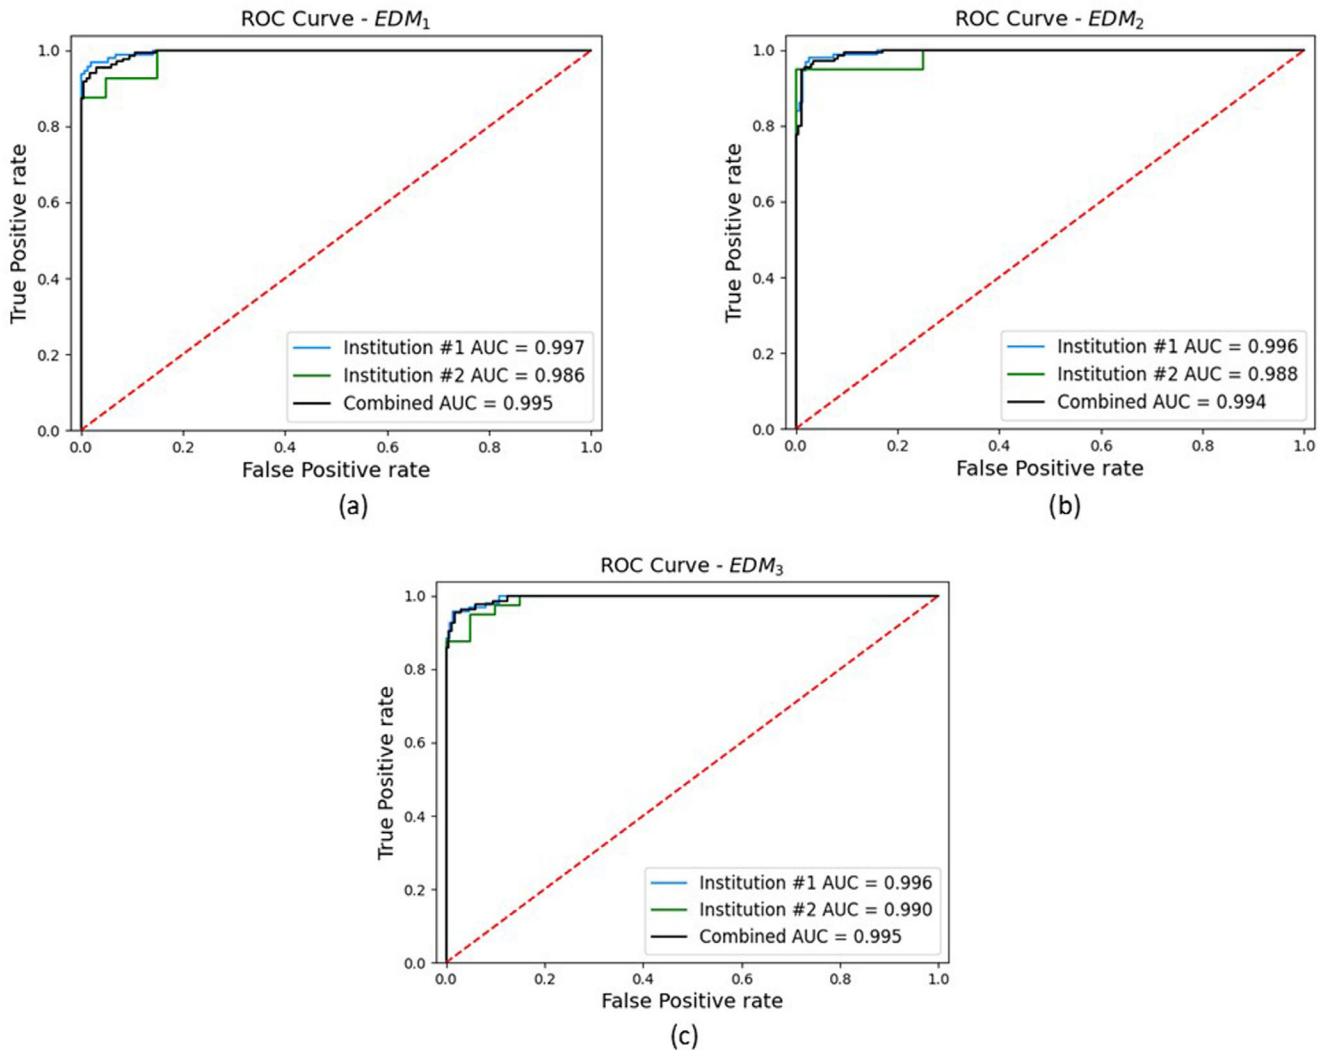 ROC Curve - EDM₁
1.0
0.8
0.6
0.4
0.2
0.0
True Positive rate
Institution #1 AUC = 0.997
Institution #2 AUC = 0.986
Combined AUC = 0.995
0.0 0.2 0.4 0.6 0.8 1.0
False Positive rate
(a)
ROC Curve - EDM₂
1.0
0.8
0.6
0.4
0.2
0.0
True Positive rate
Institution #1 AUC = 0.996
Institution #2 AUC = 0.988
Combined AUC = 0.994
0.0 0.2 0.4 0.6 0.8 1.0
False Positive rate
(b)
ROC Curve - EDM₃
1.0
0.8
0.6
0.4
0.2
0.0
True Positive rate
Institution #1 AUC = 0.996
Institution #2 AUC = 0.990
Combined AUC = 0.995
0.0 0.2 0.4 0.6 0.8 1.0
False Positive rate
(c)